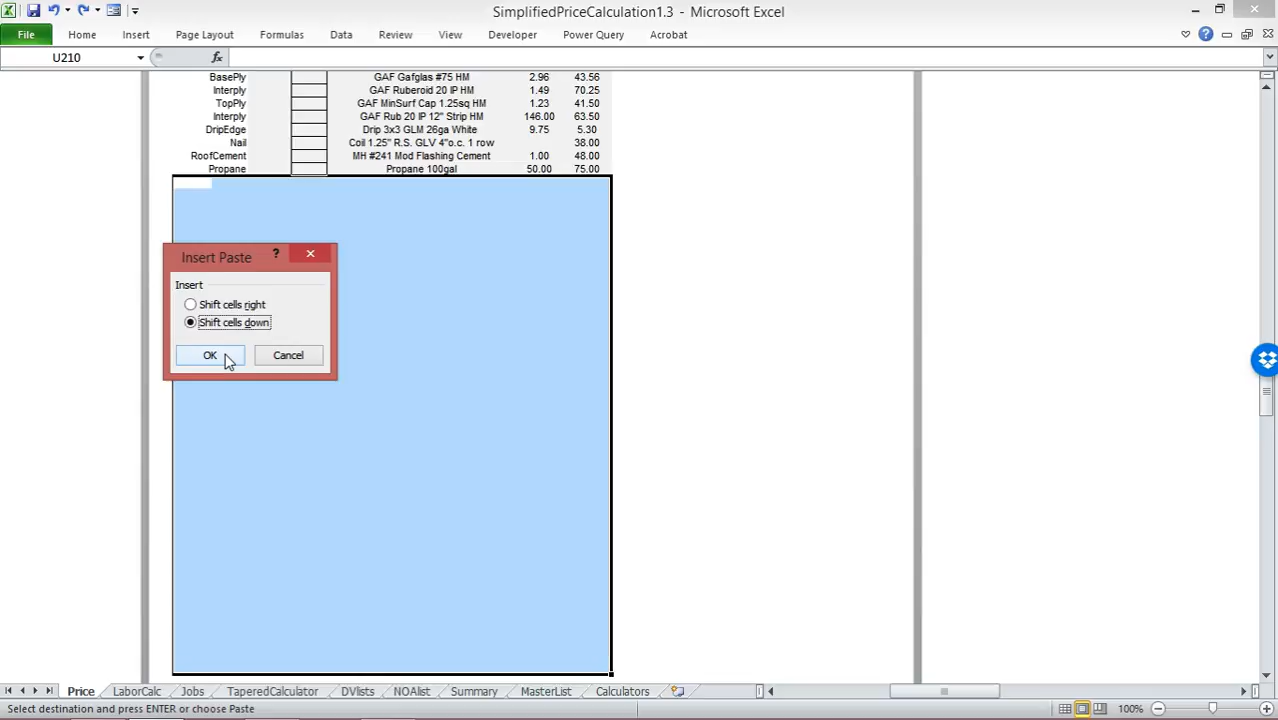 SimplifiedPriceCalculation1.3 - Microsoft Excel
File Home Insert Page Layout Formulas Data Review View Developer Power Query Acrobat
U210 fx
BasePly GAF Gafglas #75 HM 2.96 43.56
Interply GAF Ruberoid 20 IP HM 1.49 70.25
TopPly GAF MinSurf Cap 1.25sq HM 1.23 41.50
Interply GAF Rub 20 IP 12" Strip HM 146.00 63.50
DripEdge Drip 3x3 GLM 26ga White 9.75 5.30
Nail Coil 1.25" R.S. GLV 4"o.c. 1 row 38.00
RoofCement MH #241 Mod Flashing Cement 1.00 48.00
Propane Propane 100gal 50.00 75.00
Insert Paste ?
Insert
Shift cells right
Shift cells down
OK Cancel
Price LaborCalc Jobs TaperedCalculator DVlists NOAlist Summary MasterList Calculators
Select destination and press ENTER or choose Paste 100%